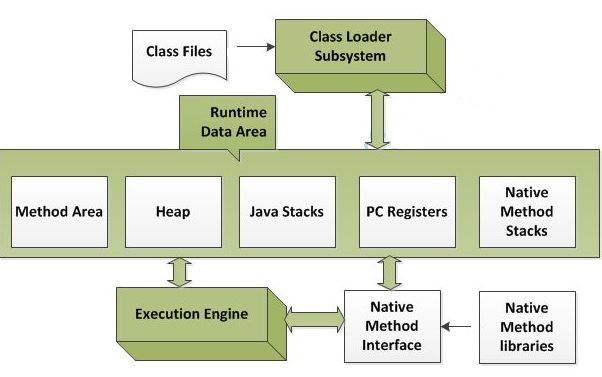 Class Files
Class Loader
Subsystem
Runtime
Data Area
Method Area
Heap
Java Stacks
PC Registers
Native
Method
Stacks
Execution Engine
Native
Method
Interface
Native
Method
libraries